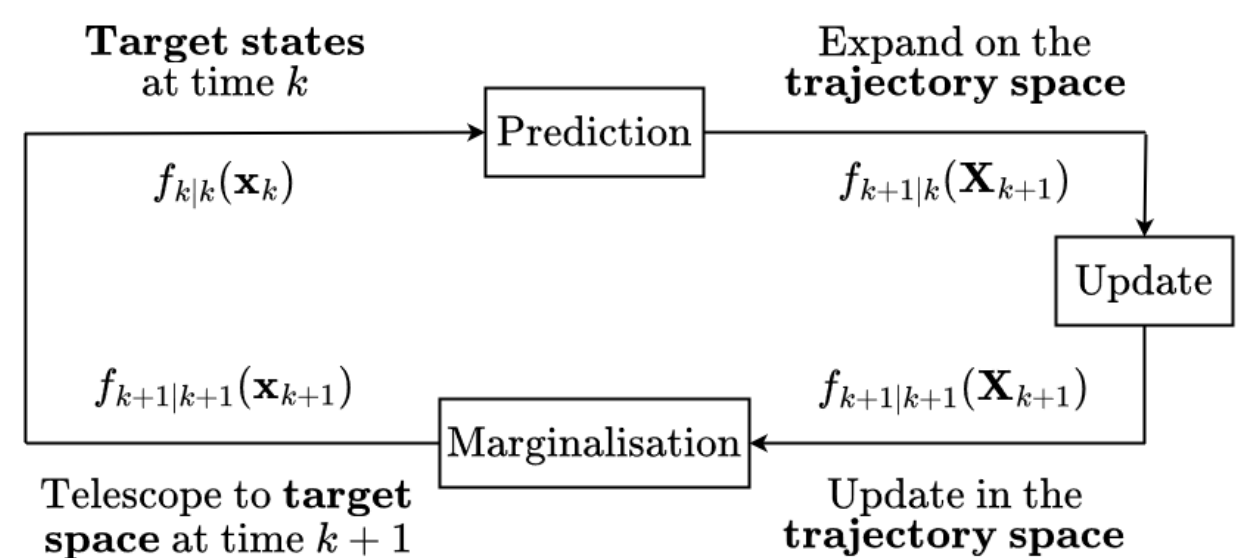 Target states
at time k
Expand on the
trajectory space
Prediction
f_{k|k}(𝐱_k)
f_{k+1|k}(𝐗_{k+1})
Update
f_{k+1|k+1}(𝐱_{k+1})
f_{k+1|k+1}(𝐗_{k+1})
Marginalisation
Telescope to target
space at time k + 1
Update in the
trajectory space